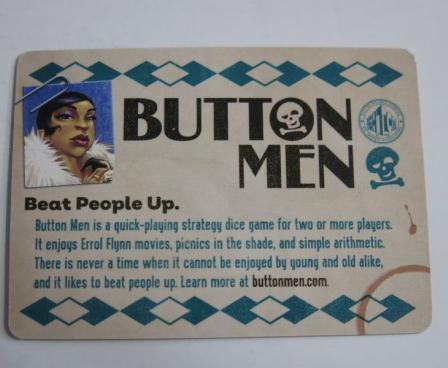 BUTTON
MEN
Beat People Up.
Button Men is a quick-playing strategy dice game for two or more players.
It enjoys Errol Flynn movies, picnics in the shade, and simple arithmetic.
There is never a time when it cannot be enjoyed by young and old alike,
and it likes to beat people up. Learn more at buttonmen.com.